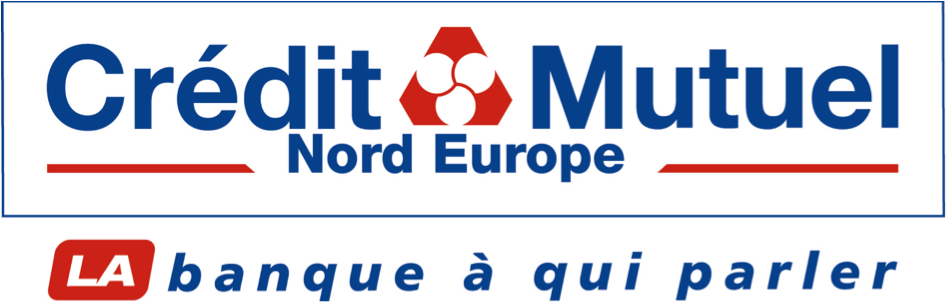 Crédit Mutuel
Nord Europe
LA banque à qui parler